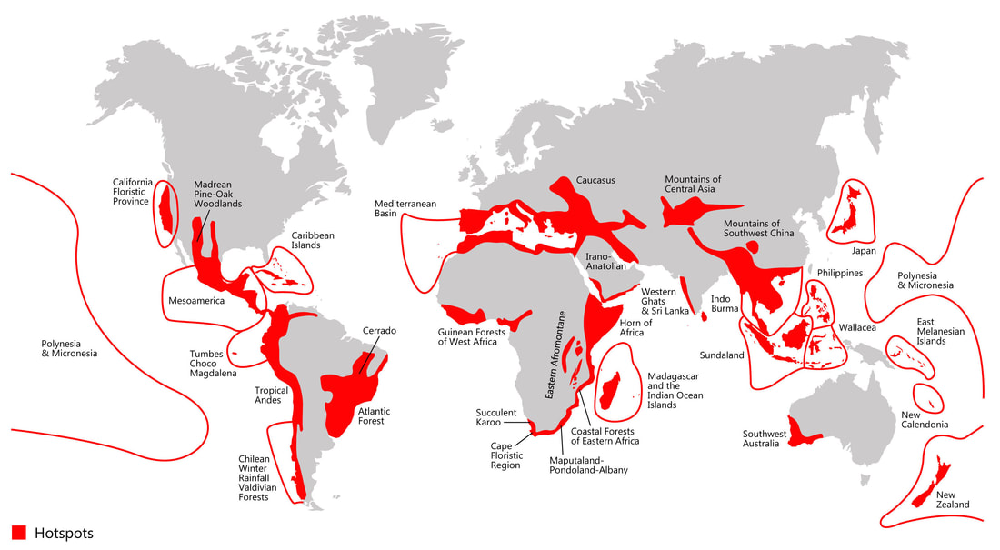 California
Floristic
Province
Madrean
Pine-Oak
Woodlands
Caribbean
Islands
Mesoamerica
Polynesia
& Micronesia
Tumbes
Choco
Magdalena
Tropical
Andes
Cerrado
Atlantic
Forest
Chilean
Winter
Rainfall
Valdivian
Forests
Mediterranean
Basin
Caucasus
Irano-
Anatolian
Mountains of
Central Asia
Mountains of
Southwest China
Japan
Western
Ghats
& Sri Lanka
Indo
Burma
Philippines
Polynesia
& Micronesia
Guinean Forests
of West Africa
Eastern Afromontane
Horn of
Africa
Sundaland
Wallacea
East
Melanesian
Islands
Madagascar
and the
Indian Ocean
Islands
Succulent
Karoo
Cape
Floristic
Region
Coastal Forests
of Eastern Africa
Maputaland-
Pondoland-Albany
Southwest
Australia
New
Calendonia
New
Zealand
Hotspots